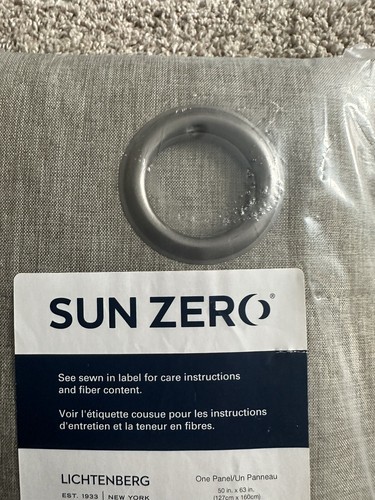 SUN ZERO®
See sewn in label for care instructions
and fiber content.
Voir l'étiquette cousue pour les instructions
d'entretien et la teneur en fibres.
LICHTENBERG
EST. 1933 | NEW YORK
One Panel/Un Panneau
50 in. x 63 in.
(127cm x 160cm)